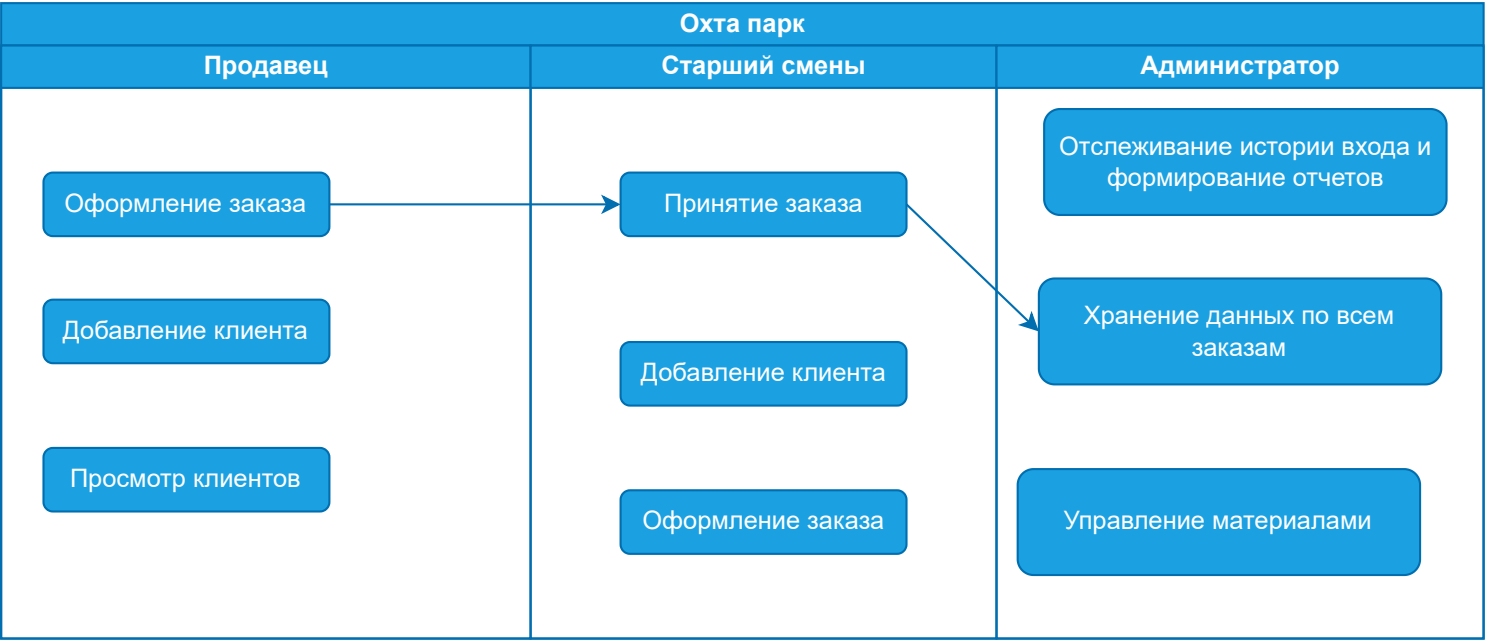 Охта парк
Продавец
Старший смены
Администратор
Оформление заказа
Добавление клиента
Просмотр клиентов
Принятие заказа
Добавление клиента
Оформление заказа
Отслеживание истории входа и
формирование отчетов
Хранение данных по всем
заказам
Управление материалами